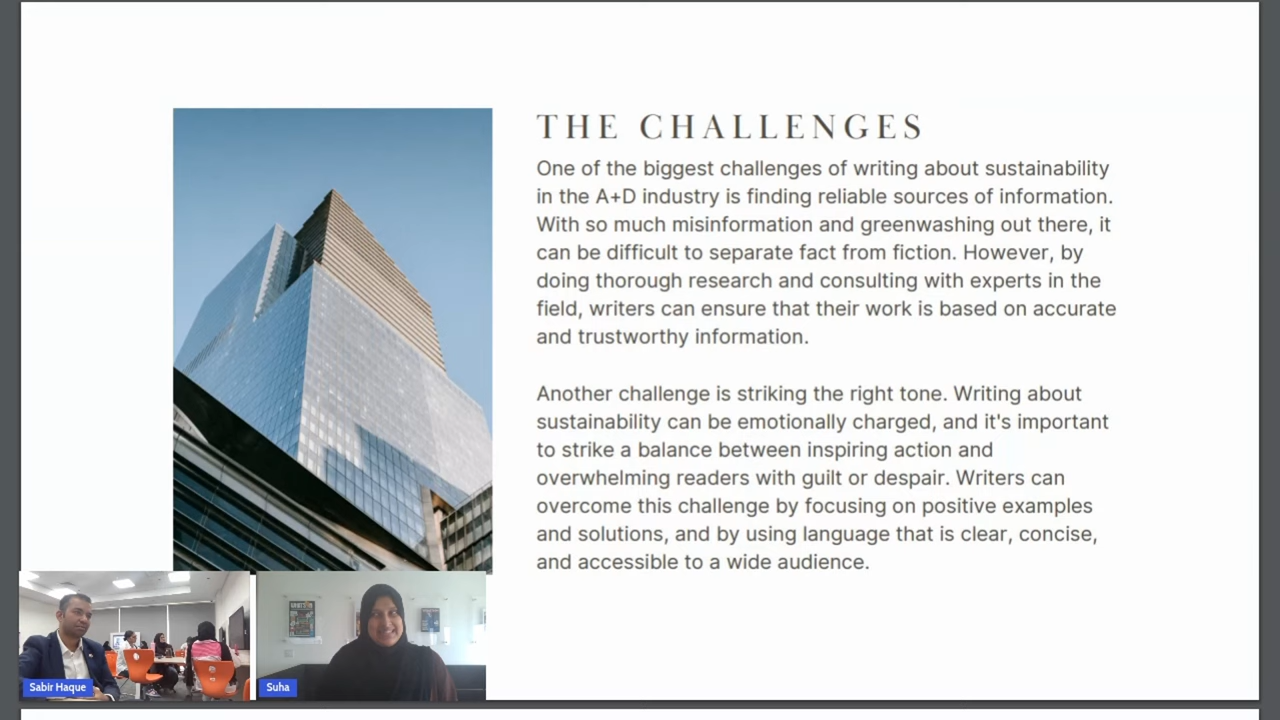 THE CHALLENGES
One of the biggest challenges of writing about sustainability
in the A+D industry is finding reliable sources of information.
With so much misinformation and greenwashing out there, it
can be difficult to separate fact from fiction. However, by
doing thorough research and consulting with experts in the
field, writers can ensure that their work is based on accurate
and trustworthy information.
Another challenge is striking the right tone. Writing about
sustainability can be emotionally charged, and it's important
to strike a balance between inspiring action and
overwhelming readers with guilt or despair. Writers can
overcome this challenge by focusing on positive examples
and solutions, and by using language that is clear, concise,
and accessible to a wide audience.
Sabir Haque
Suha